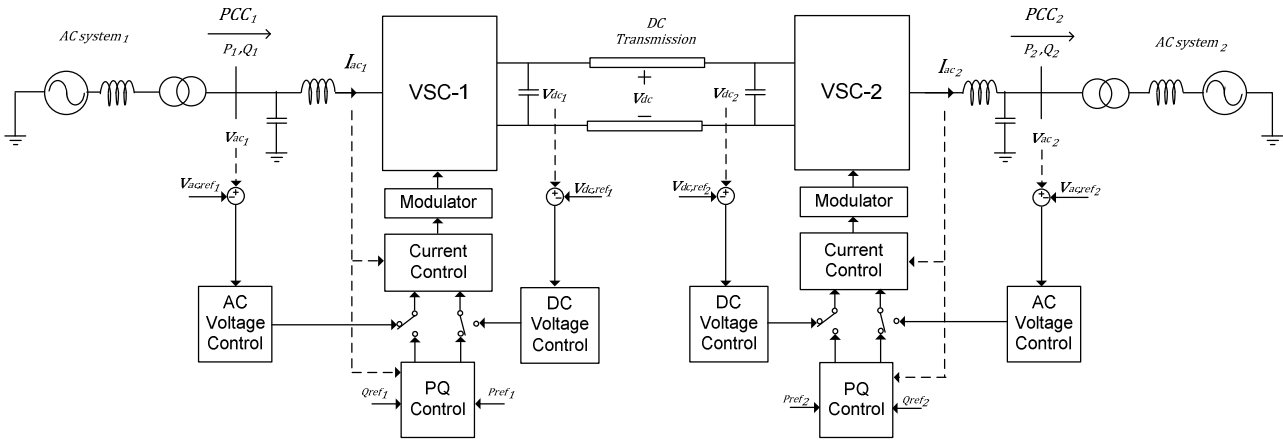 PCC1
AC system1
P1,Q1
Iac1
VSC-1
DC
Transmission
Vdc1
+
Vdc
−
Vdc2
VSC-2
Iac2
PCC2
P2,Q2
AC system2
Vac1
Vac2
Vac,ref1
+
−
Vdc,ref1
+
−
Vdc,ref2
+
−
Vac,ref2
+
−
Modulator
Modulator
Current
Control
Current
Control
AC
Voltage
Control
DC
Voltage
Control
DC
Voltage
Control
AC
Voltage
Control
Qref1
PQ
Control
Pref1
Pref2
PQ
Control
Qref2